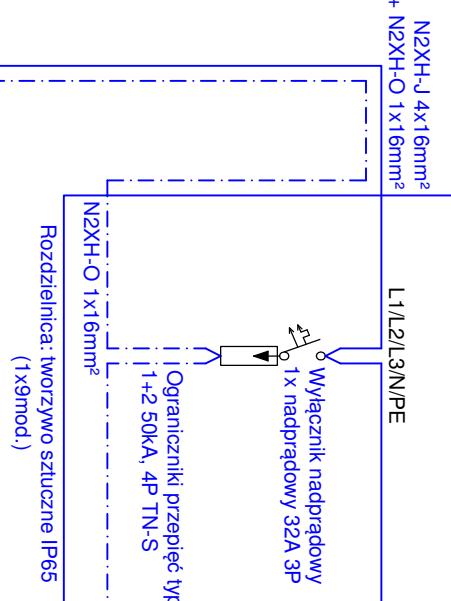 N2XH-J 4x16mm²
+ N2XH-O 1x16mm²
L1/L2/L3/N/PE
Wyłącznik nadprądowy
1x nadprądowy 32A 3P
Ograniczniki przepięć typ
1+2 50kA, 4P TN-S
N2XH-O 1x16mm²
Rozdzielnica: tworzywo sztuczne IP65
(1x9mod.)